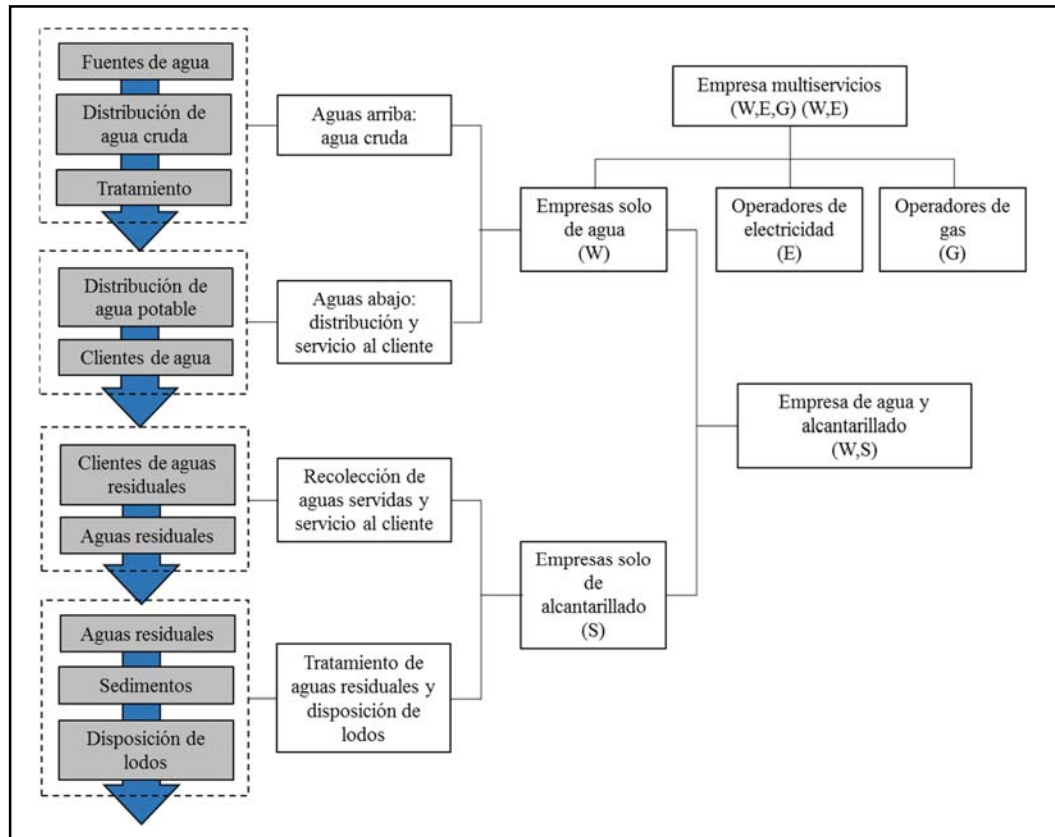 Fuentes de agua
Distribución de
agua cruda
Tratamiento
Aguas arriba:
agua cruda
Distribución de
agua potable
Clientes de agua
Aguas abajo:
distribución y
servicio al cliente
Clientes de aguas
residuales
Aguas residuales
Recolección de
aguas servidas y
servicio al cliente
Aguas residuales
Sedimentos
Disposición de
lodos
Tratamiento de
aguas residuales y
disposición de
lodos
Empresa multiservicios
(W,E,G) (W,E)
Empresas solo
de agua
(W)
Operadores de
electricidad
(E)
Operadores de
gas
(G)
Empresa de agua y
alcantarillado
(W,S)
Empresas solo
de
alcantarillado
(S)